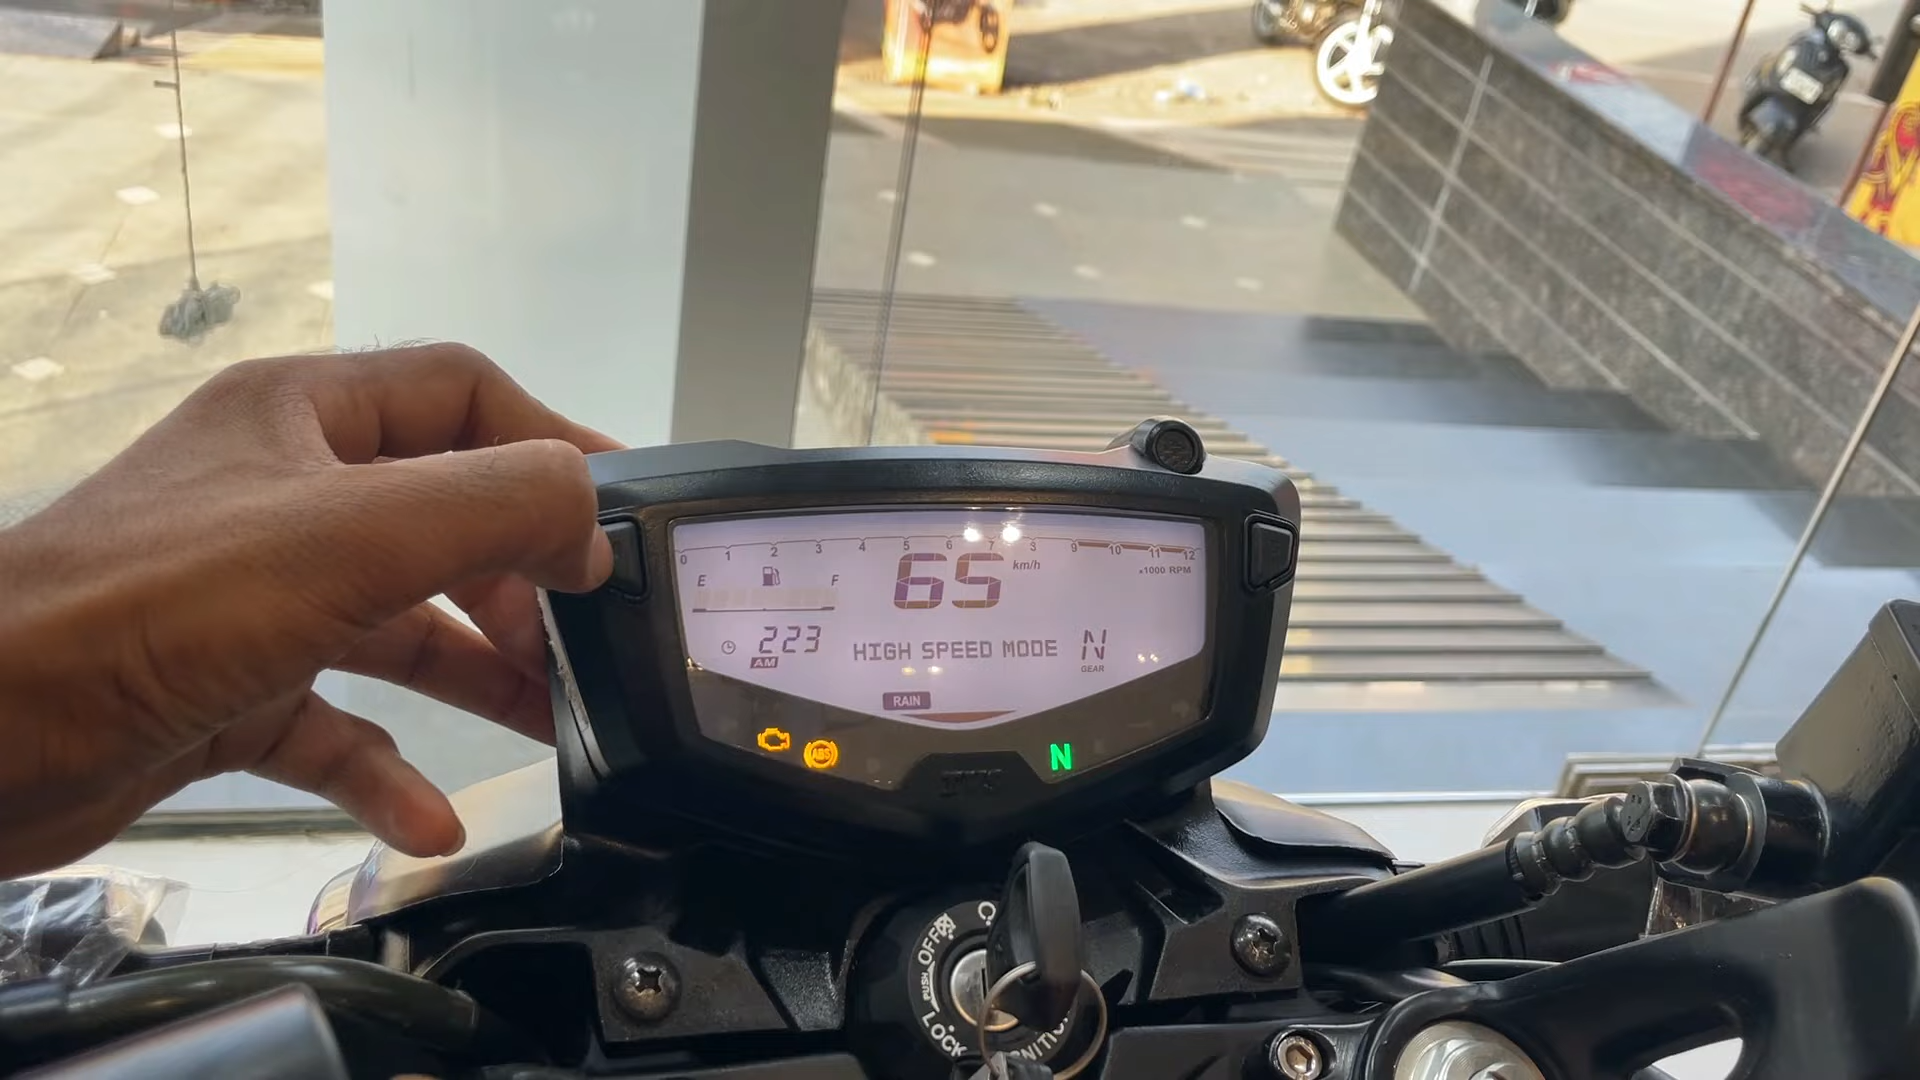 0 1 2 3 4 5 6 7 8 9 10 11 12
65 km/h
x1000 RPM
E F
223
AM
HIGH SPEED MODE
N
GEAR
RAIN
ABS
N
OFF
PUSH
LOCK